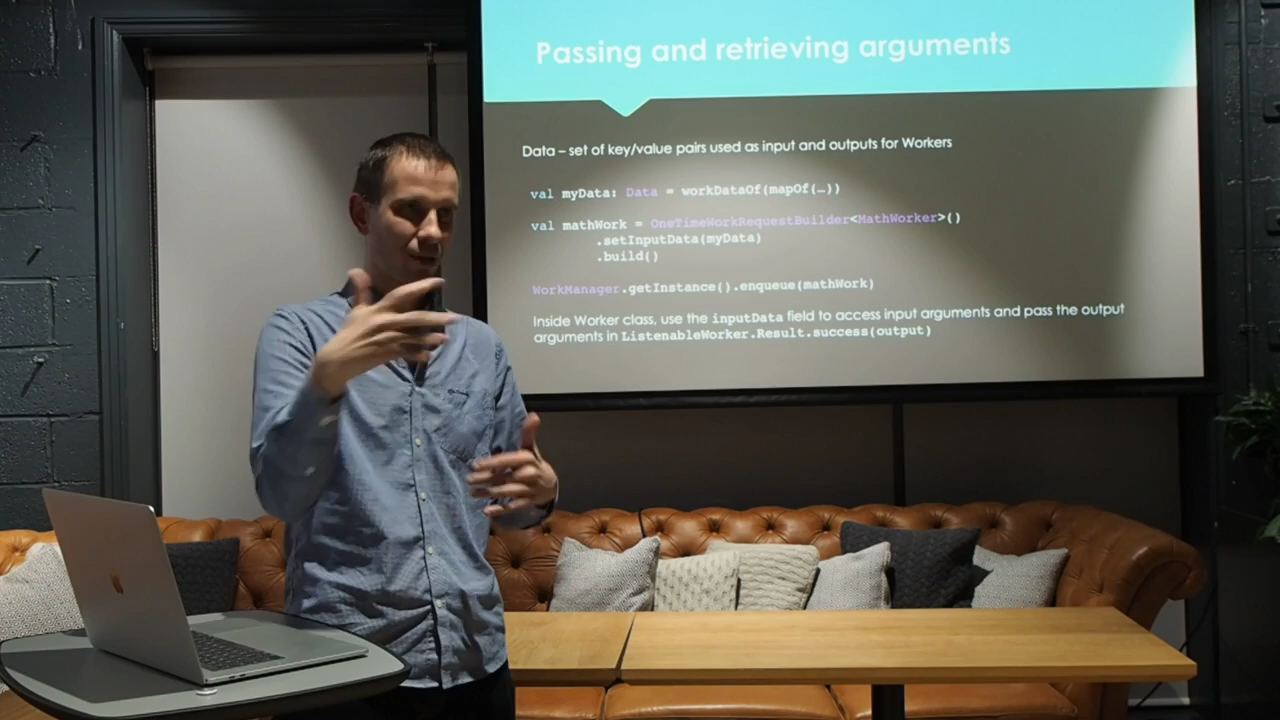 Passing and retrieving arguments
Data – set of key/value pairs used as input and outputs for Workers
val myData: Data = workDataOf(mapOf(…))
val mathWork = OneTimeWorkRequestBuilder<MathWorker>()
.setInputData(myData)
.build()
WorkManager.getInstance().enqueue(mathWork)
Inside Worker class, use the inputData field to access input arguments and pass the output
arguments in ListenableWorker.Result.success(output)